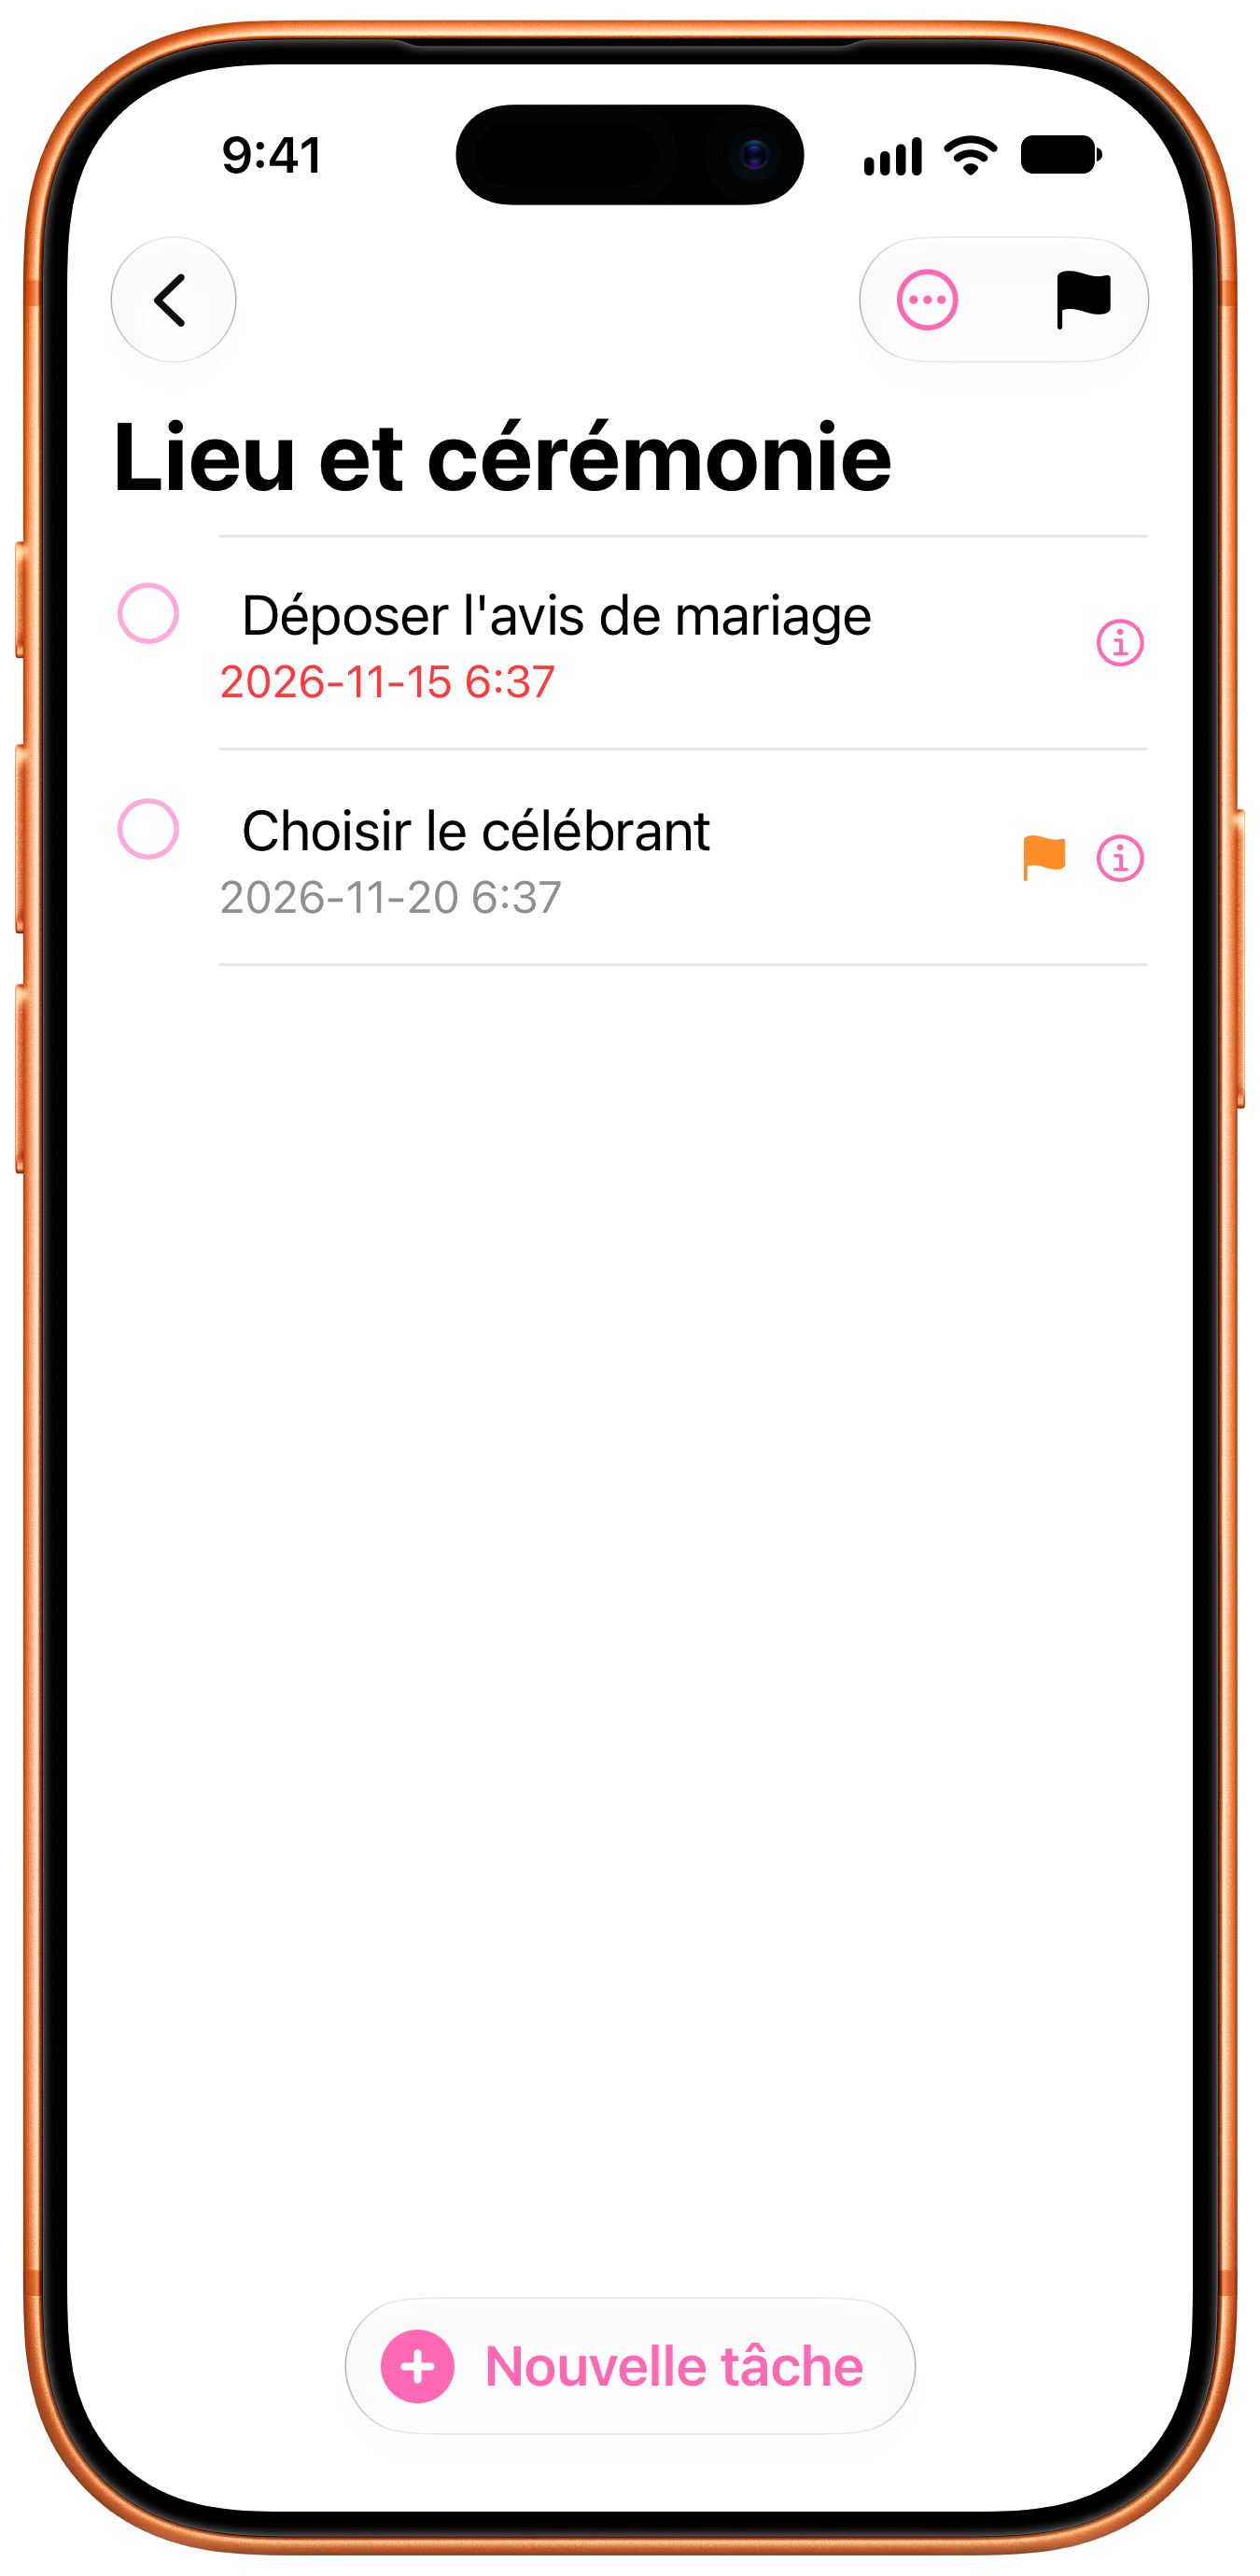 9:41
Lieu et cérémonie
Déposer l'avis de mariage
2026-11-15 6:37
Choisir le célébrant
2026-11-20 6:37
Nouvelle tâche